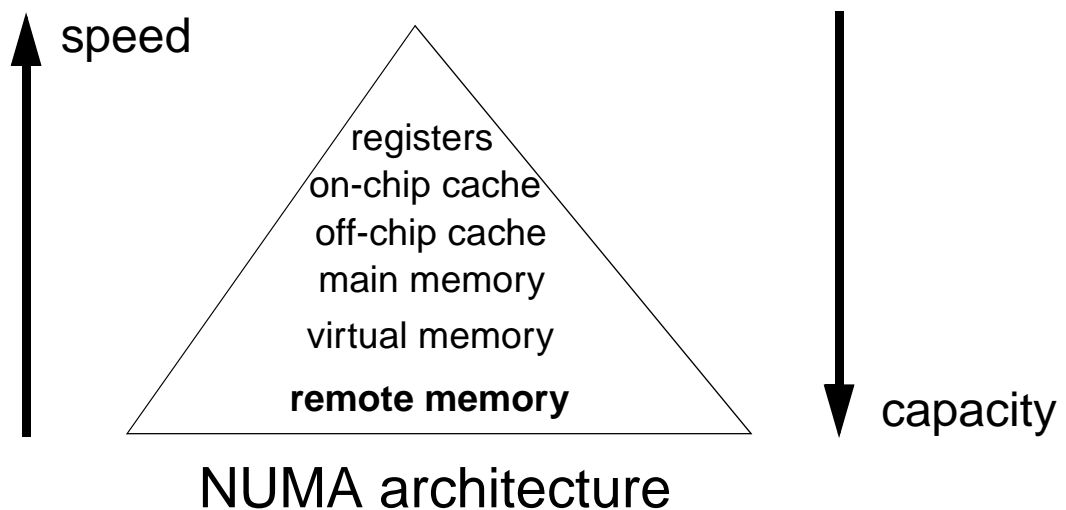 speed
registers
on-chip cache
off-chip cache
main memory
virtual memory
remote memory
capacity
NUMA architecture